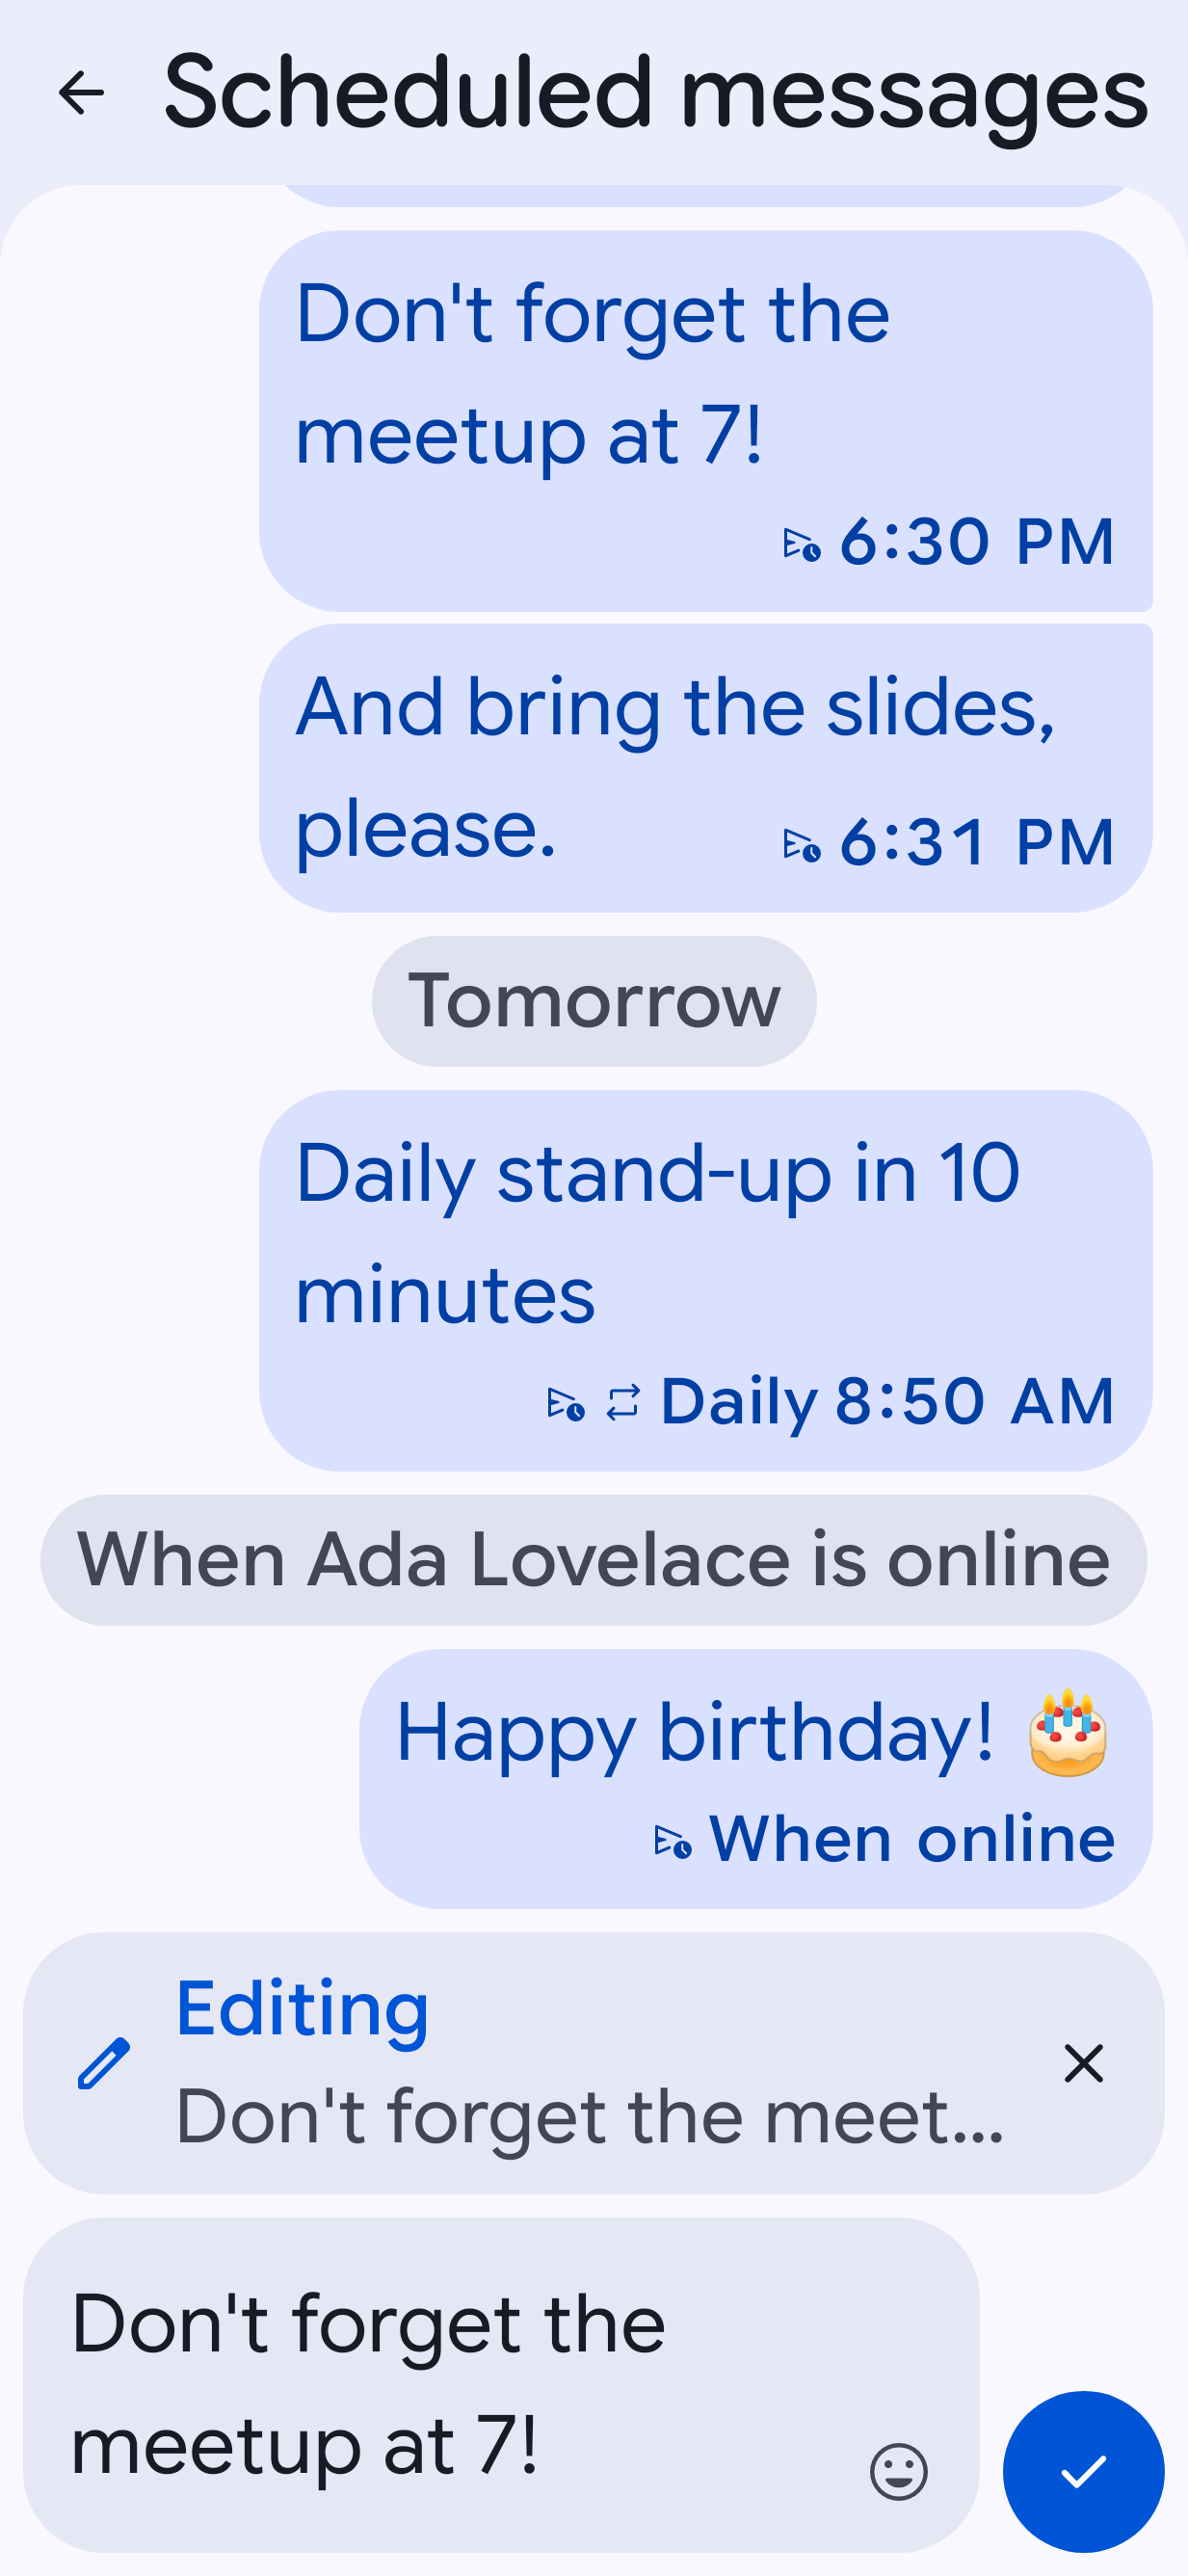 Scheduled messages
Don't forget the
meetup at 7!
6:30 PM
And bring the slides,
please.
6:31 PM
Tomorrow
Daily stand-up in 10
minutes
Daily 8:50 AM
When Ada Lovelace is online
Happy birthday! 🎂
When online
Editing
Don't forget the meet…
Don't forget the
meetup at 7!